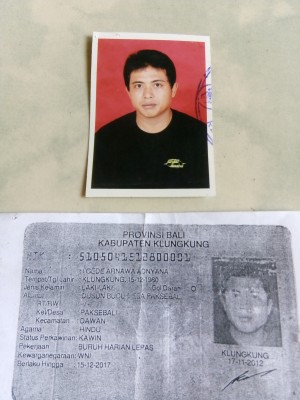 PROVINSI BALI
KABUPATEN KLUNGKUNG
NIK : 5105041512800001
Nama : I GEDE ARNAWA ADNYANA
Tempat/Tgl Lahir : KLUNGKUNG, 15-12-1980
Jenis Kelamin : LAKI-LAKI Gol Darah : O
Alamat : DUSUN PAKSEBALI
RT/RW
Kel/Desa : PAKSEBALI
Kecamatan : DAWAN
Agama : HINDU
Status Perkawinan : KAWIN
Pekerjaan : BURUH HARIAN LEPAS
Kewarganegaraan : WNI
Berlaku Hingga : 15-12-2017
KLUNGKUNG
17-11-2012